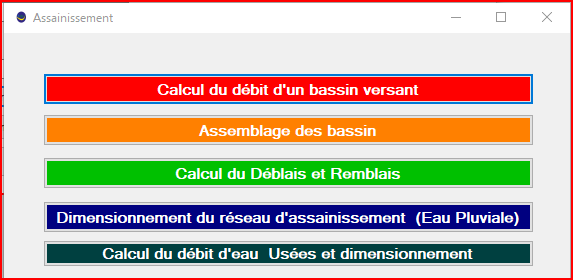 Assainissement
Calcul du débit d'un bassin versant
Assemblage des bassin
Calcul du Déblais et Remblais
Dimensionnement du réseau d'assainissement  (Eau Pluviale)
Calcul du débit d'eau  Usées et dimensionnement